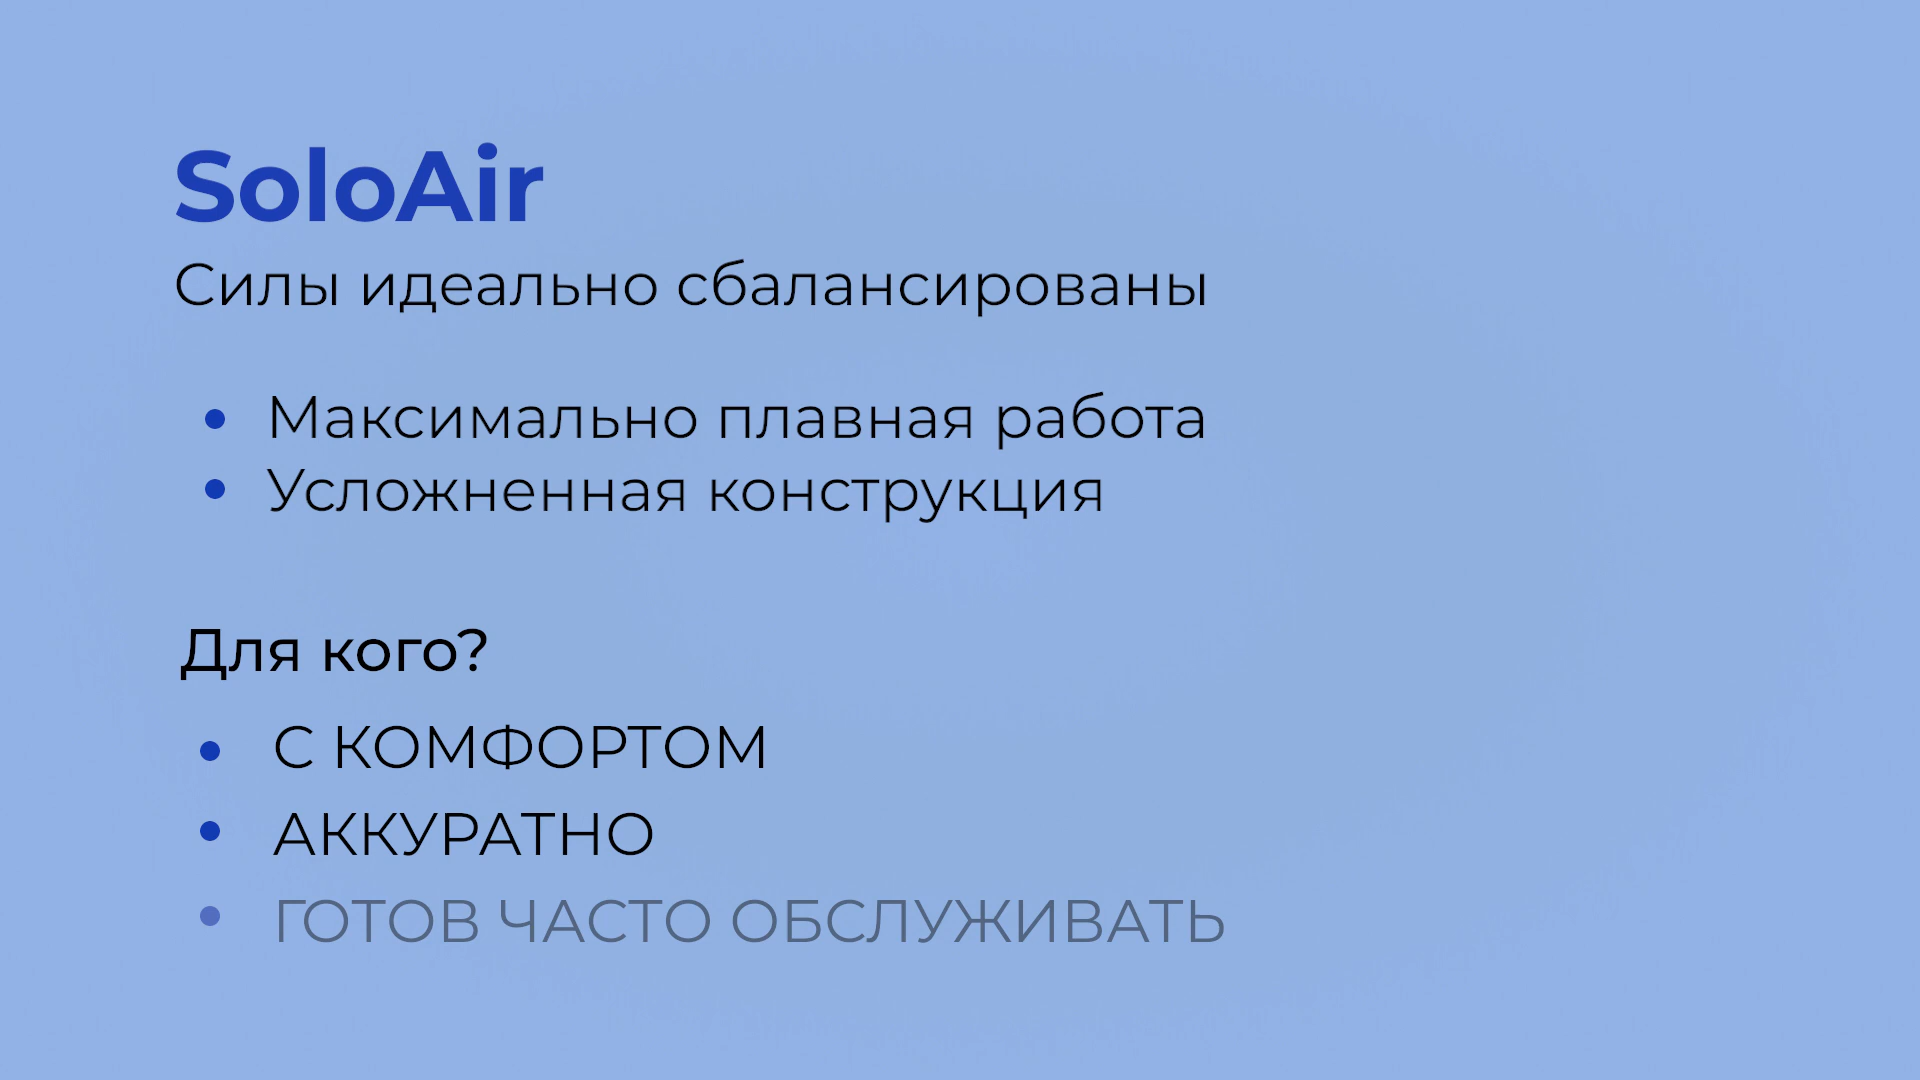 SoloAir
Силы идеально сбалансированы
Максимально плавная работа
Усложненная конструкция
Для кого?
С КОМФОРТОМ
АККУРАТНО
ГОТОВ ЧАСТО ОБСЛУЖИВАТЬ